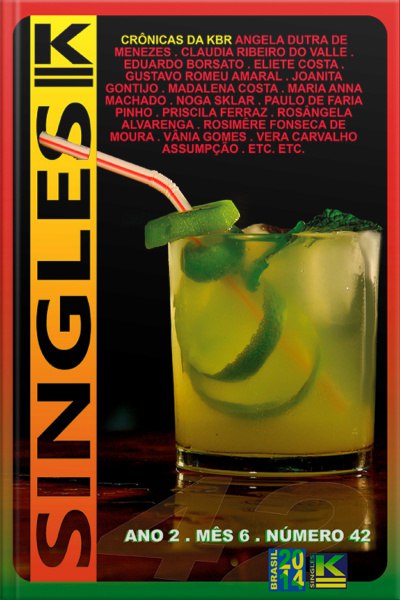 K
SINGLES
CRÔNICAS DA KBR ANGELA DUTRA DE
MENEZES . CLAUDIA RIBEIRO DO VALLE .
EDUARDO BORSATO . ELIETE COSTA .
GUSTAVO ROMEU AMARAL . JOANITA
GONTIJO . MADALENA COSTA . MARIA ANNA
MACHADO . NOGA SKLAR . PAULO DE FARIA
PINHO . PRISCILA FERRAZ . ROSÂNGELA
ALVARENGA . ROSIMÊRE FONSECA DE
MOURA . VÂNIA GOMES . VERA CARVALHO
ASSUMPÇÃO . ETC. ETC.
42
ANO 2 . MÊS 6 . NÚMERO 42
BRASIL
2014
SINGLES
K